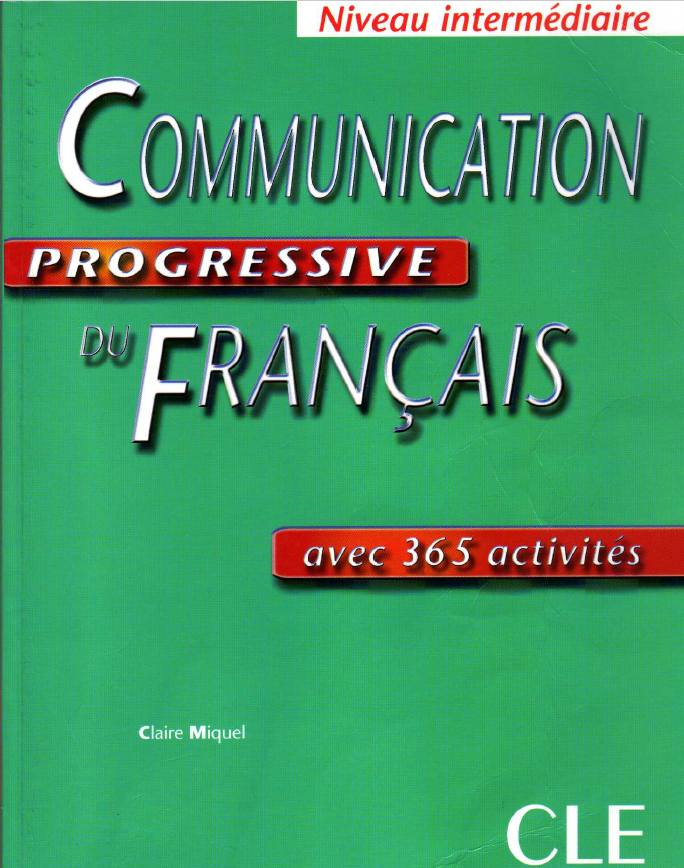 Niveau intermédiaire
COMMUNICATION
PROGRESSIVE
DU FRANÇAIS
avec 365 activités
Claire Miquel
CLE